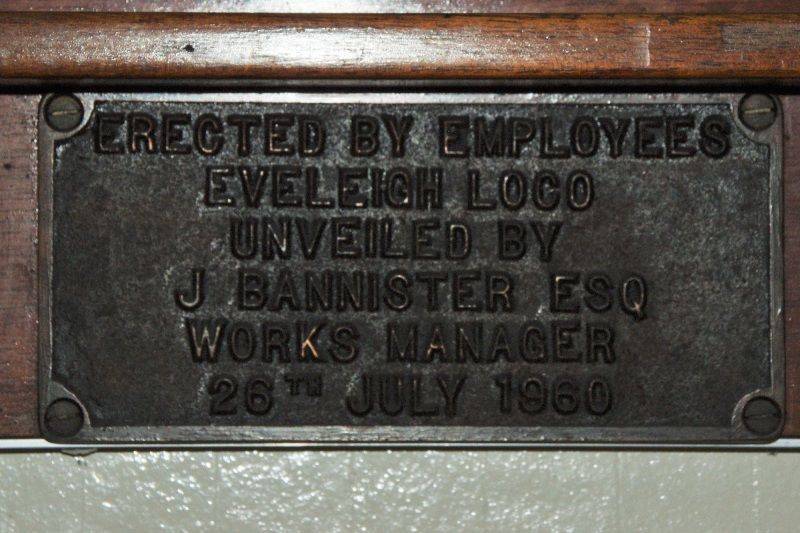 ERECTED BY EMPLOYEES
EVELEIGH LOCO
UNVEILED BY
J BANNISTER ESQ
WORKS MANAGER
26TH JULY 1960